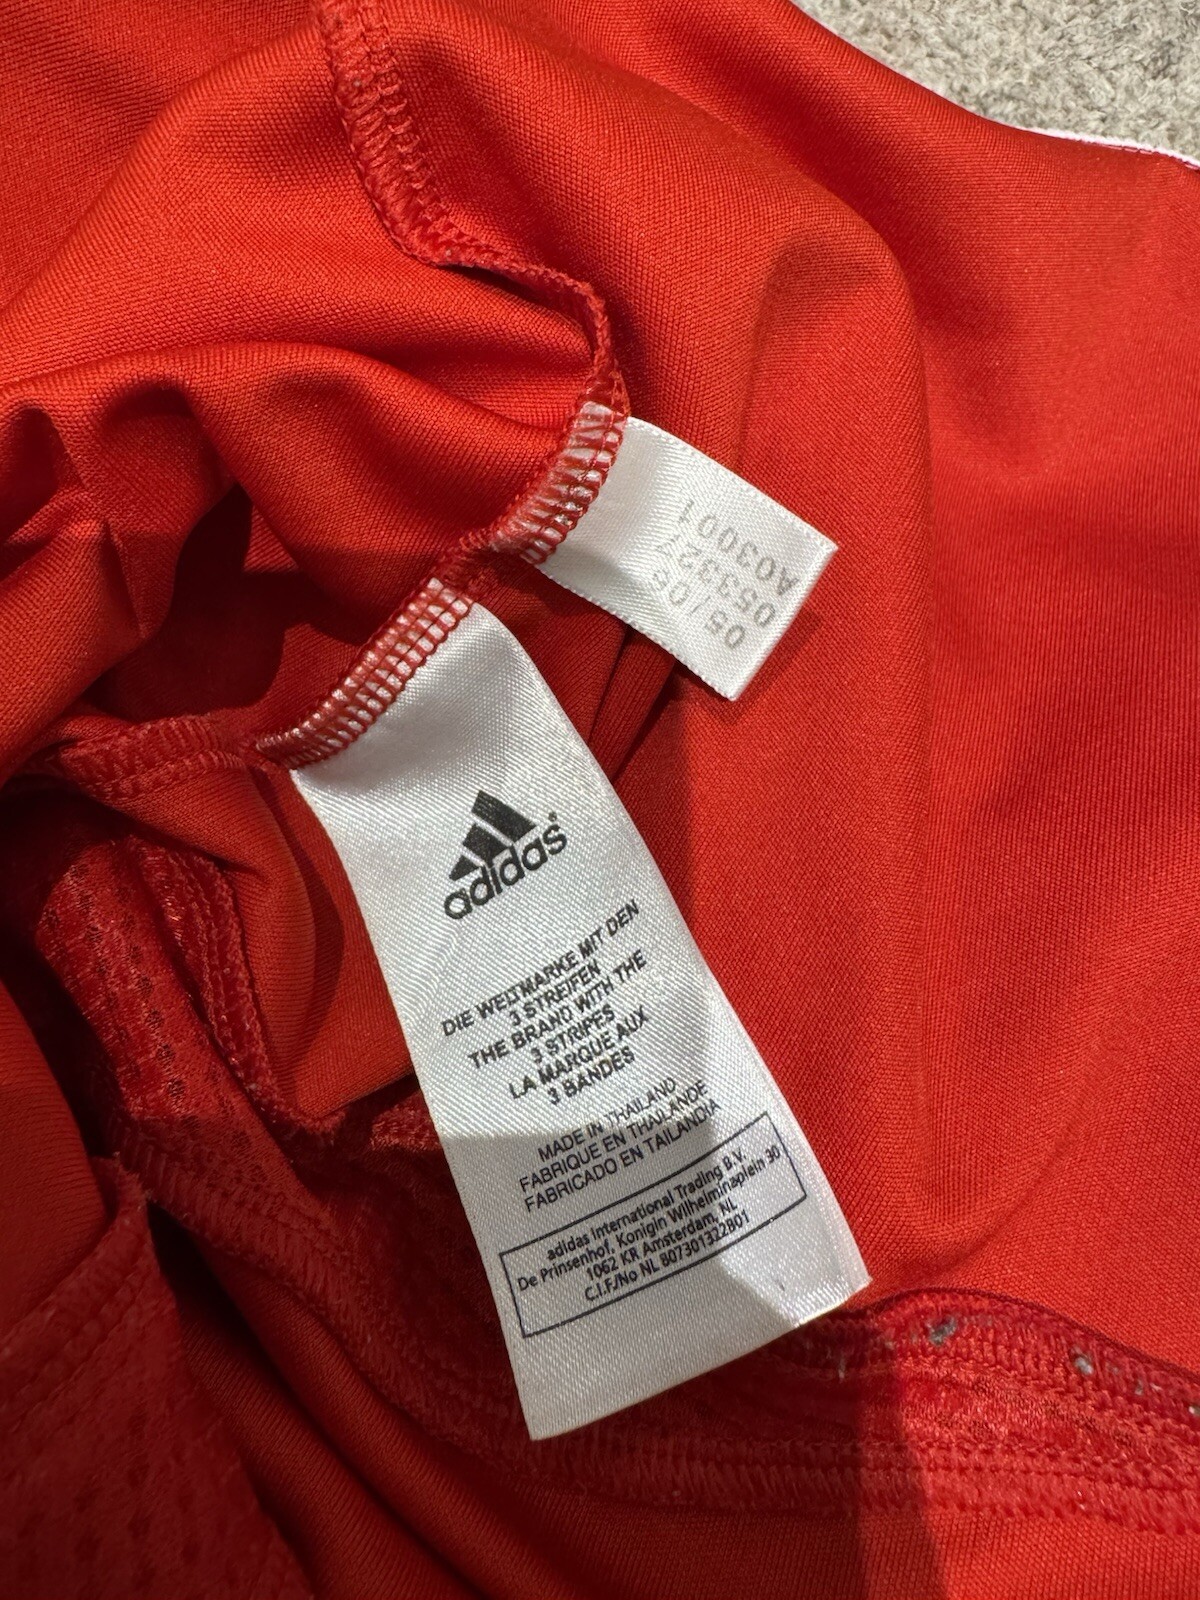 05/06
053327
A03001
adidas
DIE WELTMARKE MIT DEN
3 STREIFEN
THE BRAND WITH THE
3 STRIPES
LA MARQUE AUX
3 BANDES
MADE IN THAILAND
FABRIQUE EN THAILANDE
FABRICADO EN TAILANDIA
adidas International Trading B.V.
De Prinsenhof, Konigin Wilhelminaplein 30
1062 KR Amsterdam, NL
C.I.F./No NL 807301322B01